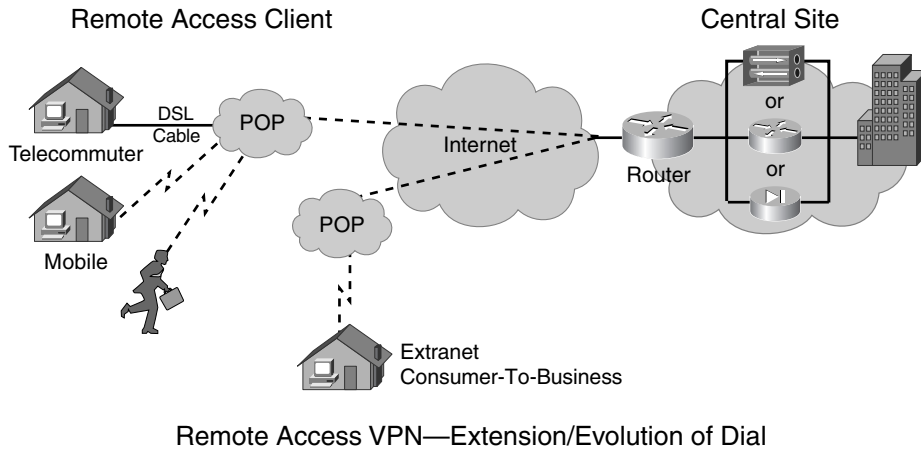 Remote Access Client
Central Site
DSL
Cable
POP
Telecommuter
Internet
or
or
Router
Mobile
POP
Extranet
Consumer-To-Business
Remote Access VPN—Extension/Evolution of Dial